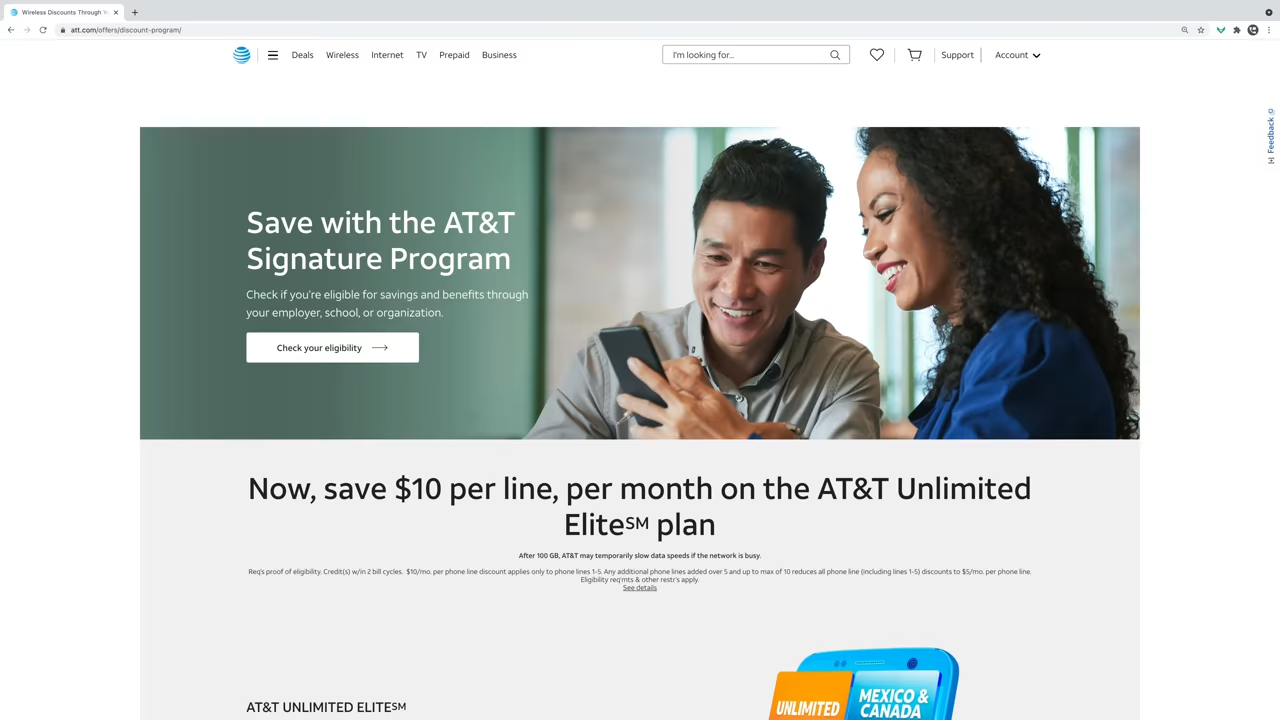 Wireless Discounts Through Y
att.com/offers/discount-program/
Deals Wireless Internet TV Prepaid Business
I'm looking for...
Support
Account
Feedback
Save with the AT&T
Signature Program
Check if you're eligible for savings and benefits through
your employer, school, or organization.
Check your eligibility
Now, save $10 per line, per month on the AT&T Unlimited
Elite℠ plan
After 100 GB, AT&T may temporarily slow data speeds if the network is busy.
Req's proof of eligibility. Credit(s) w/in 2 bill cycles. $10/mo. per phone line discount applies only to phone lines 1-5. Any additional phone lines added over 5 and up to max of 10 reduces all phone line (including lines 1-5) discounts to $5/mo. per phone line.
Eligibility req'mts & other restr's apply.
See details
AT&T UNLIMITED ELITE℠
UNLIMITED
MEXICO &
CANADA